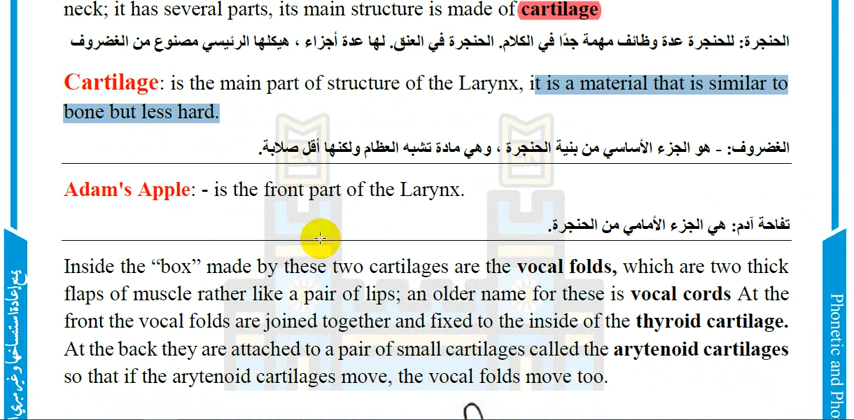 neck; it has several parts, its main structure is made of cartilage
الحنجرة: للحنجرة عدة وظائف مهمة جدًا في الكلام. الحنجرة في العنق. لها عدة أجزاء ، هيكلها الرئيسي مصنوع من الغضروف
Cartilage: is the main part of structure of the Larynx, it is a material that is similar to
bone but less hard.
الغضروف: - هو الجزء الأساسي من بنية الحنجرة ، وهي مادة تشبه العظام ولكنها أقل صلابة.
Adam's Apple: - is the front part of the Larynx.
تفاحة آدم: هي الجزء الأمامي من الحنجرة.
Inside the “box” made by these two cartilages are the vocal folds, which are two thick
flaps of muscle rather like a pair of lips; an older name for these is vocal cords At the
front the vocal folds are joined together and fixed to the inside of the thyroid cartilage.
At the back they are attached to a pair of small cartilages called the arytenoid cartilages
so that if the arytenoid cartilages move, the vocal folds move too.
يمنع إعادة استنساخها و غير مبري
Phonetic and Pho